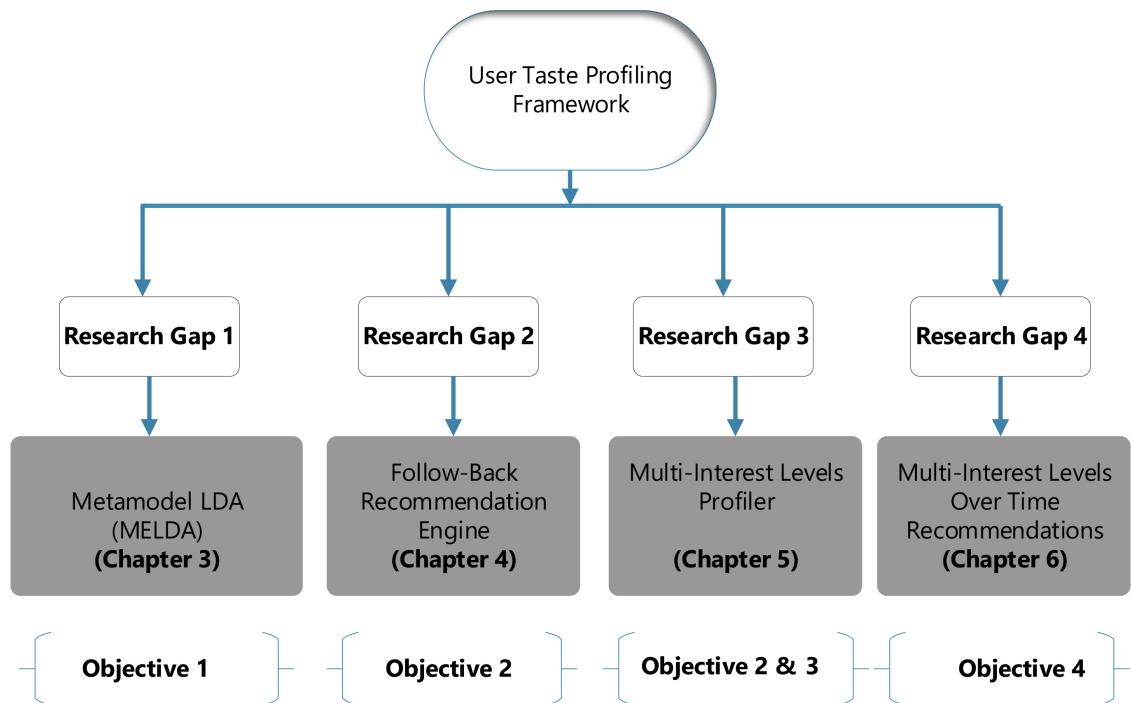 User Taste Profiling
Framework
Research Gap 1
Research Gap 2
Research Gap 3
Research Gap 4
Metamodel LDA
(MELDA)
(Chapter 3)
Follow-Back
Recommendation
Engine
(Chapter 4)
Multi-Interest Levels
Profiler
(Chapter 5)
Multi-Interest Levels
Over Time
Recommendations
(Chapter 6)
Objective 1
Objective 2
Objective 2 & 3
Objective 4